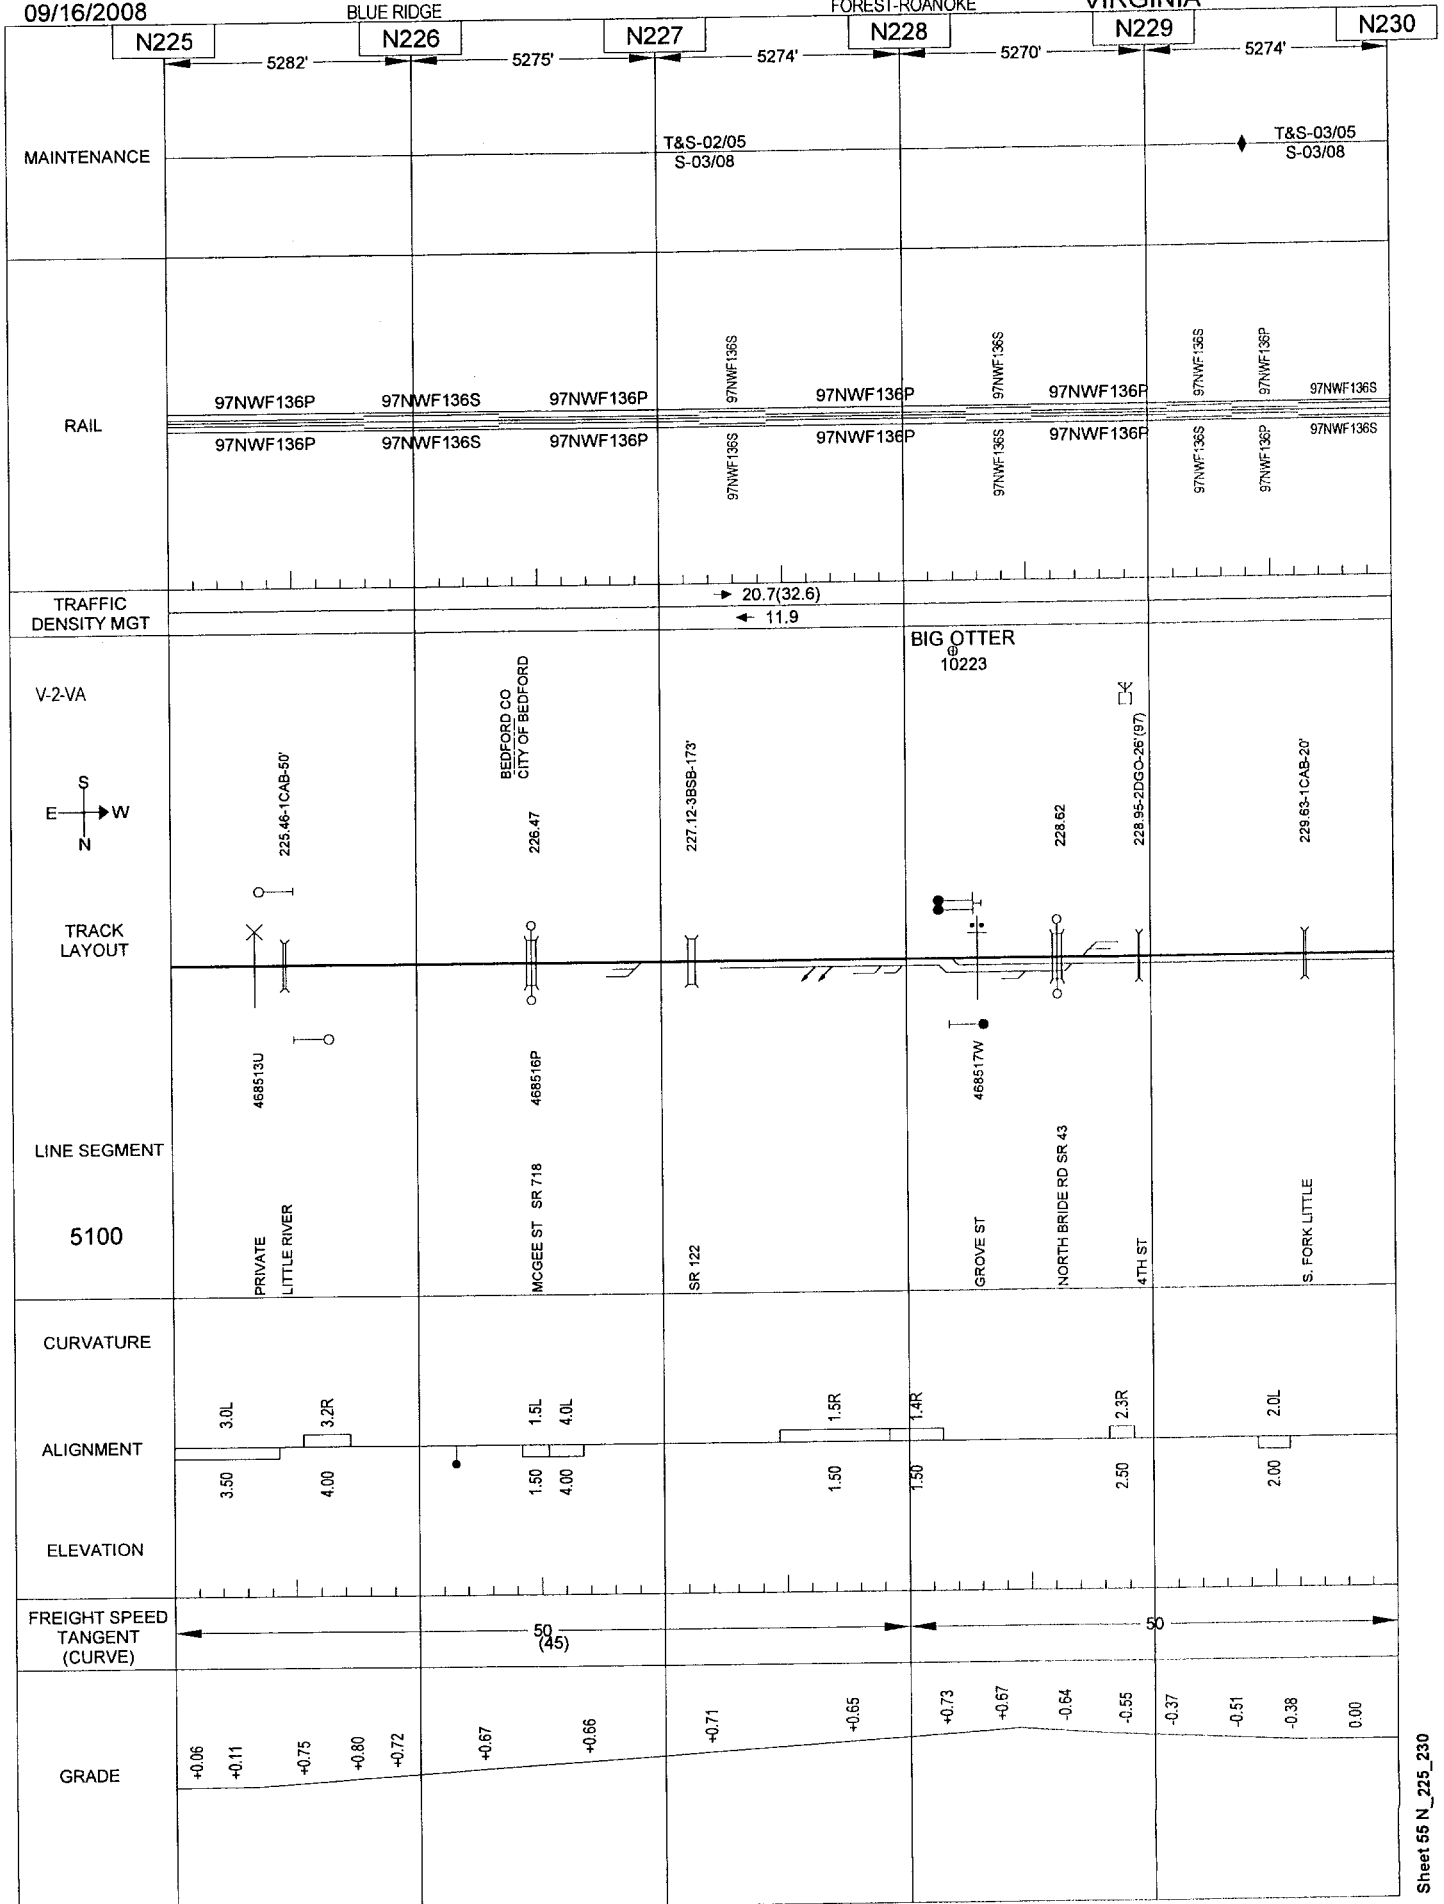 09/16/2008
BLUE RIDGE
FOREST-ROANOKE
VIRGINIA
N225
N226
N227
N228
N229
N230
5282'
5275'
5274'
5270'
5274'
MAINTENANCE
T&S-02/05
S-03/08
T&S-03/05
S-03/08
RAIL
97NWF136P
97NWF136S
97NWF136P
97NWF136S
97NWF136P
97NWF136S
97NWF136P
97NWF136S
97NWF136P
97NWF136S
97NWF136P
97NWF136S
97NWF136P
97NWF136S
97NWF136P
97NWF136S
97NWF136P
97NWF136S
97NWF136P
97NWF136S
TRAFFIC
DENSITY MGT
20.7(32.6)
11.9
V-2-VA
BIG OTTER
10223
BEDFORD CO
CITY OF BEDFORD
S
E W
N
225.46-1CAB-50'
226.47
227.12-3BSB-173'
228.62
228.95-2DGO-26'(97)
229.63-1CAB-20'
TRACK
LAYOUT
468513U
468516P
468517W
LINE SEGMENT
5100
PRIVATE
LITTLE RIVER
MCGEE ST SR 718
SR 122
GROVE ST
NORTH BRIDE RD SR 43
4TH ST
S. FORK LITTLE
CURVATURE
3.0L
3.2R
1.5L
4.0L
1.5R
1.4R
2.3R
2.0L
ALIGNMENT
3.50
4.00
1.50
4.00
1.50
1.50
2.50
2.00
ELEVATION
FREIGHT SPEED
TANGENT
(CURVE)
50
(45)
50
GRADE
+0.06
+0.11
+0.75
+0.80
+0.72
+0.67
+0.66
+0.71
+0.65
+0.73
+0.67
-0.64
-0.55
-0.37
-0.51
-0.38
0.00
Sheet 55 N_225_230